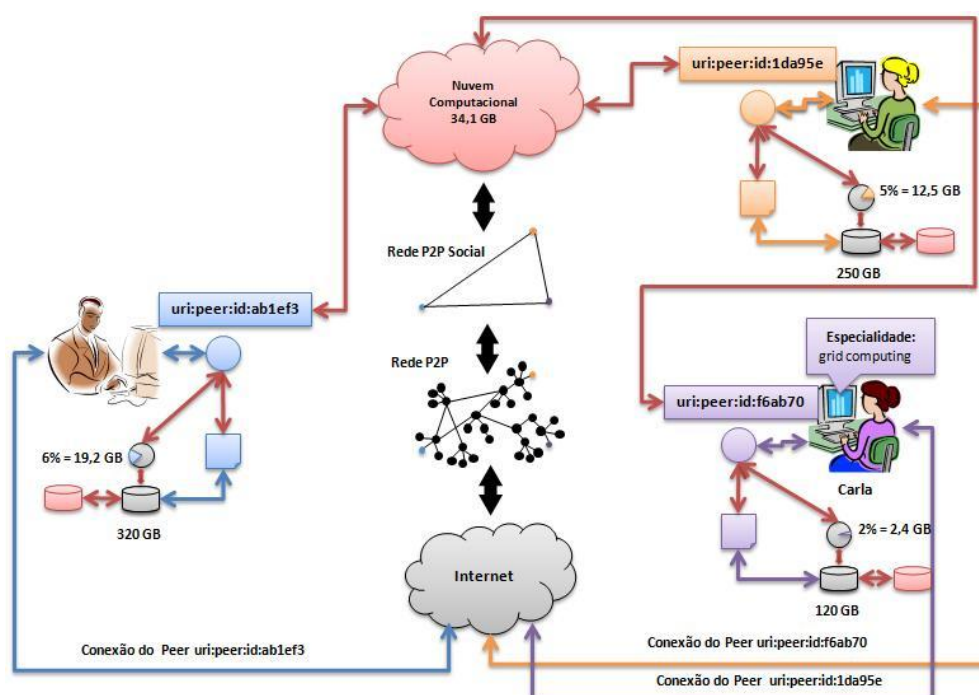 Nuvem
Computacional
34,1 GB
uri:peer:id:1da95e
5% = 12,5 GB
250 GB
Rede P2P Social
uri:peer:id:ab1ef3
Especialidade:
grid computing
Rede P2P
uri:peer:id:f6ab70
6% = 19,2 GB
320 GB
Carla
2% = 2,4 GB
120 GB
Internet
Conexão do Peer uri:peer:id:ab1ef3
Conexão do Peer uri:peer:id:f6ab70
Conexão do Peer uri:peer:id:1da95e